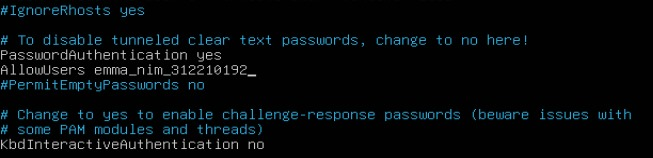 #IgnoreRhosts yes
# To disable tunneled clear text passwords, change to no here!
PasswordAuthentication yes
AllowUsers emma_nim_312210192_
#PermitEmptyPasswords no
# Change to yes to enable challenge-response passwords (beware issues with
# some PAM modules and threads)
KbdInteractiveAuthentication no